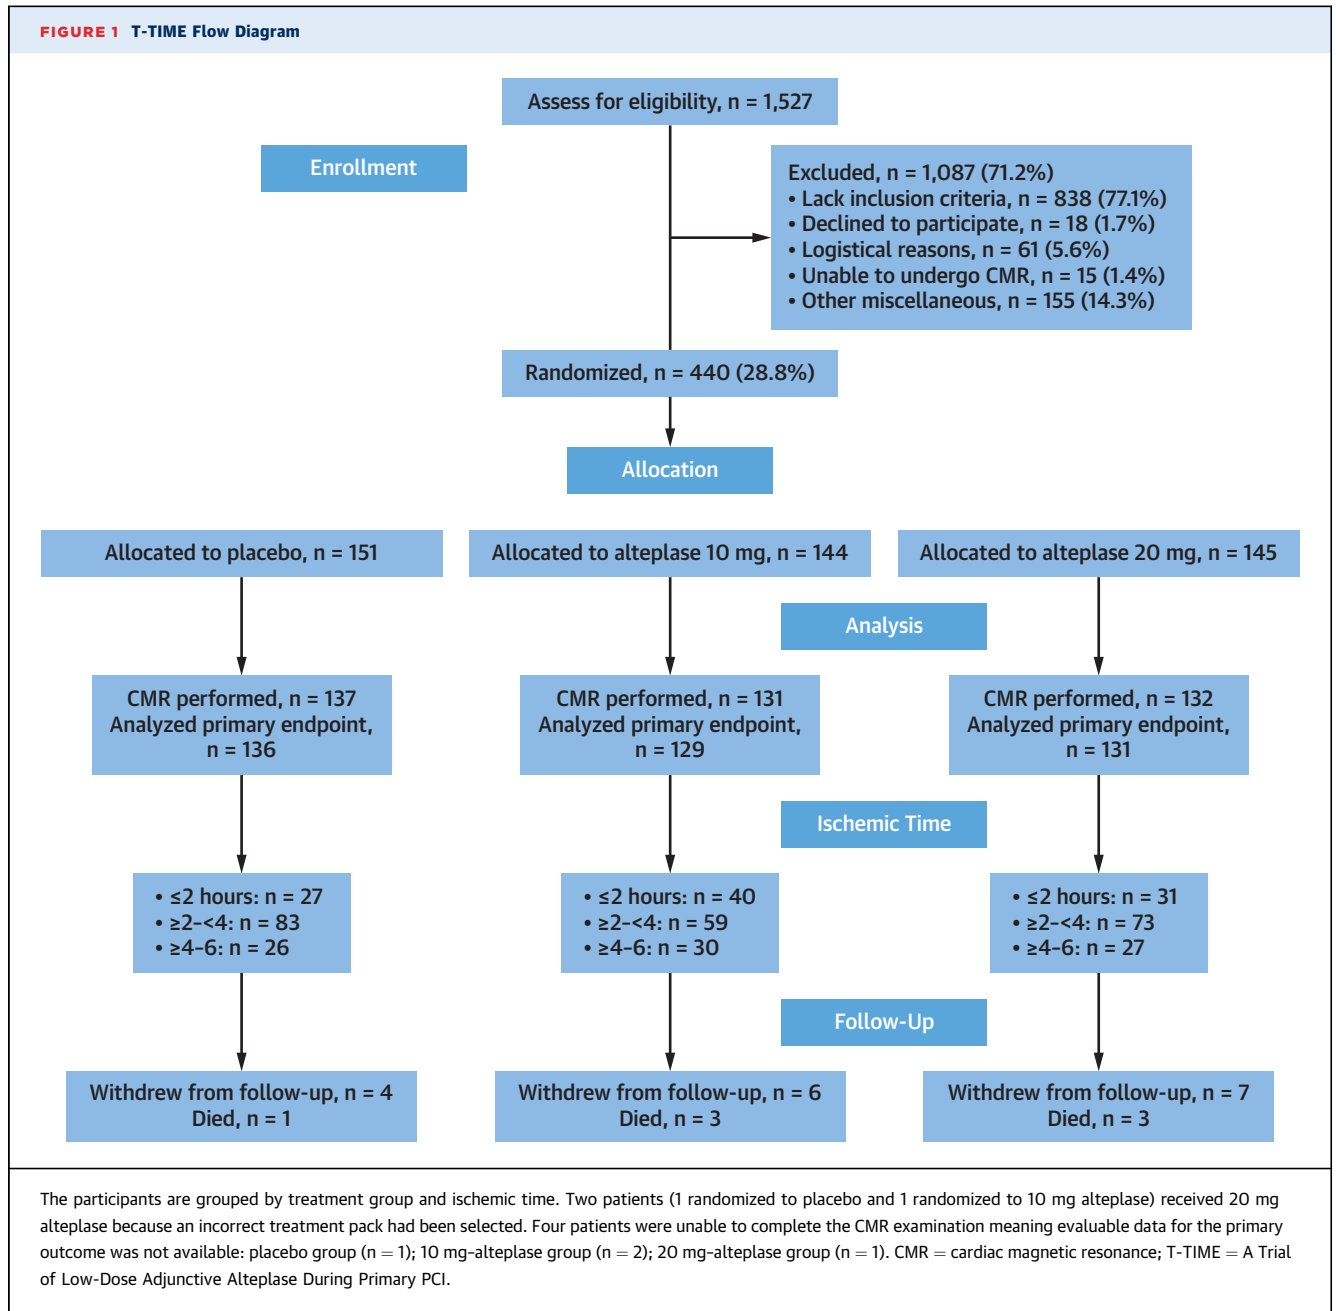 FIGURE 1 T-TIME Flow Diagram
Assess for eligibility, n = 1,527
Enrollment
Excluded, n = 1,087 (71.2%)
• Lack inclusion criteria, n = 838 (77.1%)
• Declined to participate, n = 18 (1.7%)
• Logistical reasons, n = 61 (5.6%)
• Unable to undergo CMR, n = 15 (1.4%)
• Other miscellaneous, n = 155 (14.3%)
Randomized, n = 440 (28.8%)
Allocation
Allocated to placebo, n = 151
Allocated to alteplase 10 mg, n = 144
Allocated to alteplase 20 mg, n = 145
Analysis
CMR performed, n = 137
Analyzed primary endpoint,
n = 136
CMR performed, n = 131
Analyzed primary endpoint,
n = 129
CMR performed, n = 132
Analyzed primary endpoint,
n = 131
Ischemic Time
• ≤2 hours: n = 27
• ≥2-<4: n = 83
• ≥4-6: n = 26
• ≤2 hours: n = 40
• ≥2-<4: n = 59
• ≥4-6: n = 30
• ≤2 hours: n = 31
• ≥2-<4: n = 73
• ≥4-6: n = 27
Follow-Up
Withdrew from follow-up, n = 4
Died, n = 1
Withdrew from follow-up, n = 6
Died, n = 3
Withdrew from follow-up, n = 7
Died, n = 3
The participants are grouped by treatment group and ischemic time. Two patients (1 randomized to placebo and 1 randomized to 10 mg alteplase) received 20 mg
alteplase because an incorrect treatment pack had been selected. Four patients were unable to complete the CMR examination meaning evaluable data for the primary
outcome was not available: placebo group (n = 1); 10 mg-alteplase group (n = 2); 20 mg-alteplase group (n = 1). CMR = cardiac magnetic resonance; T-TIME = A Trial
of Low-Dose Adjunctive Alteplase During Primary PCI.